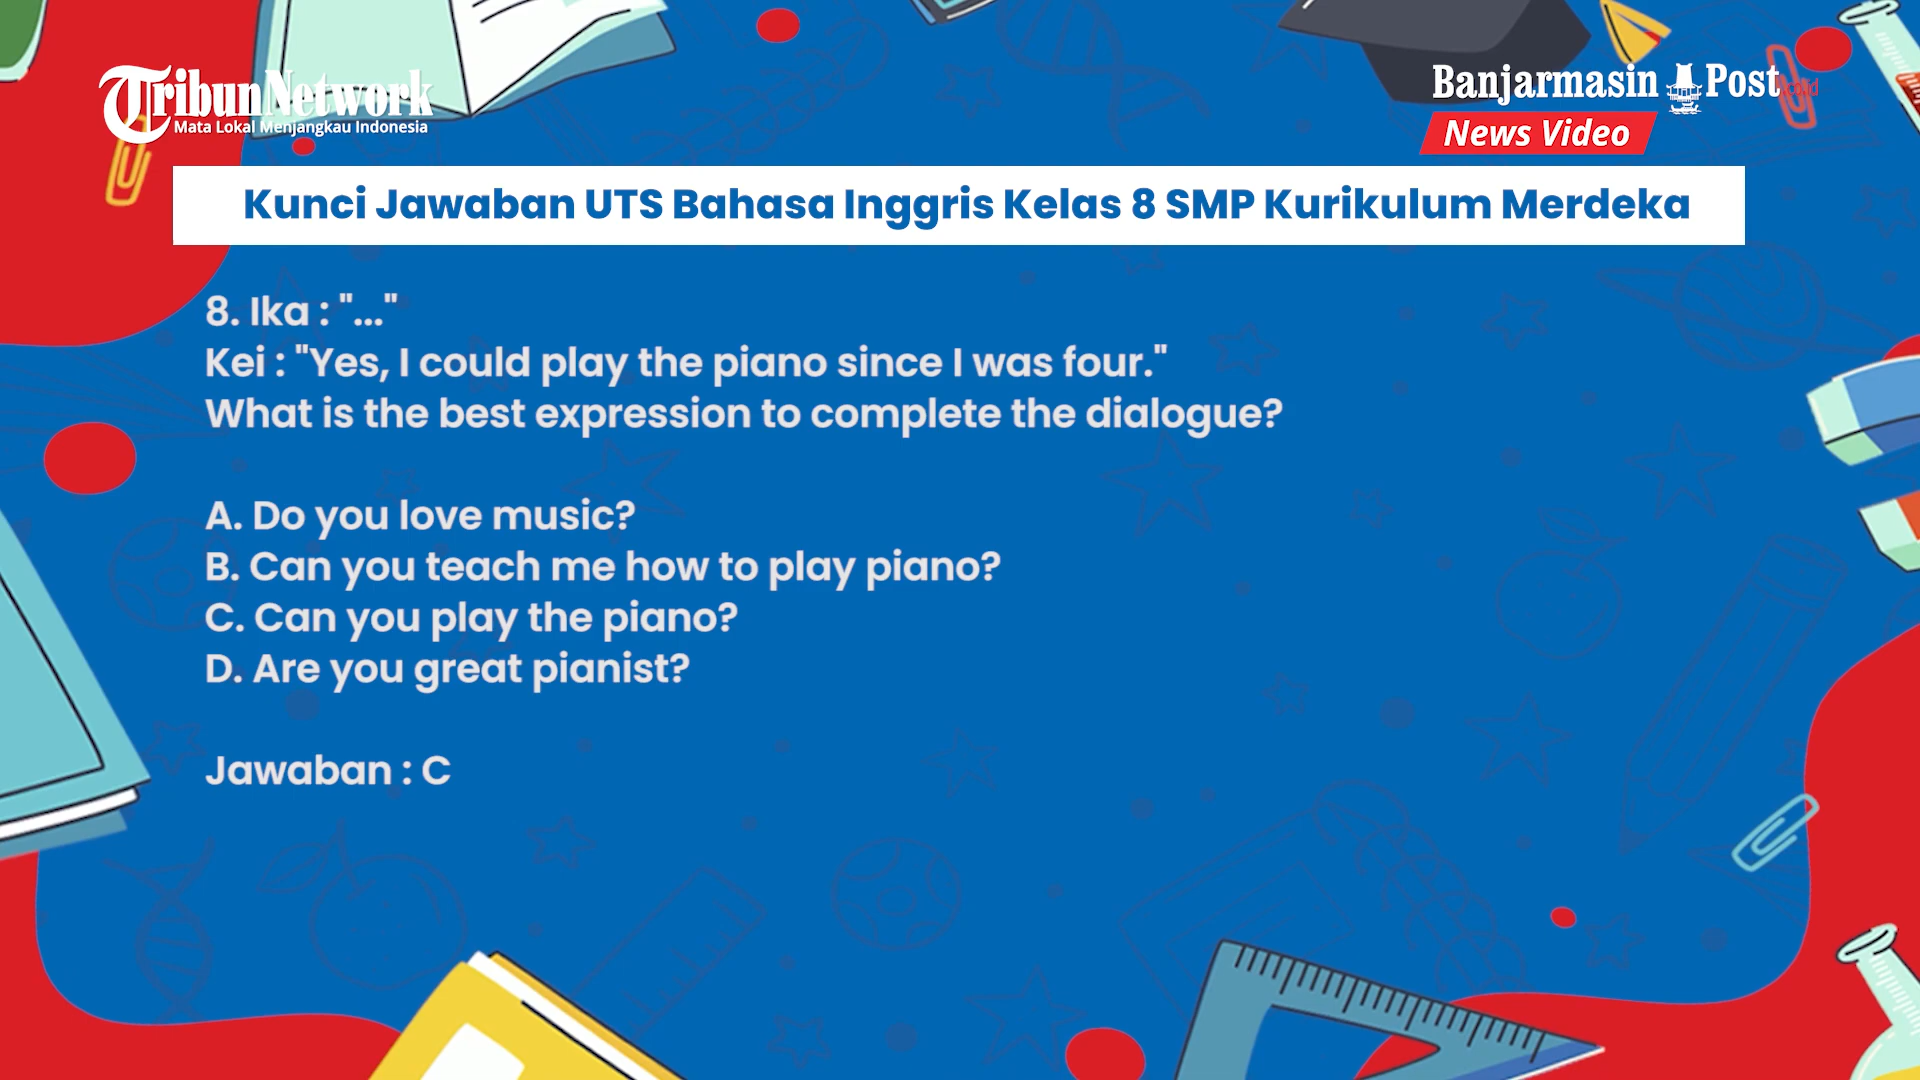 TribunNetwork
Mata Lokal Menjangkau Indonesia
Banjarmasin Post
News Video
Kunci Jawaban UTS Bahasa Inggris Kelas 8 SMP Kurikulum Merdeka
8. Ika : "..."
Kei : "Yes, I could play the piano since I was four."
What is the best expression to complete the dialogue?
A. Do you love music?
B. Can you teach me how to play piano?
C. Can you play the piano?
D. Are you great pianist?
Jawaban : C